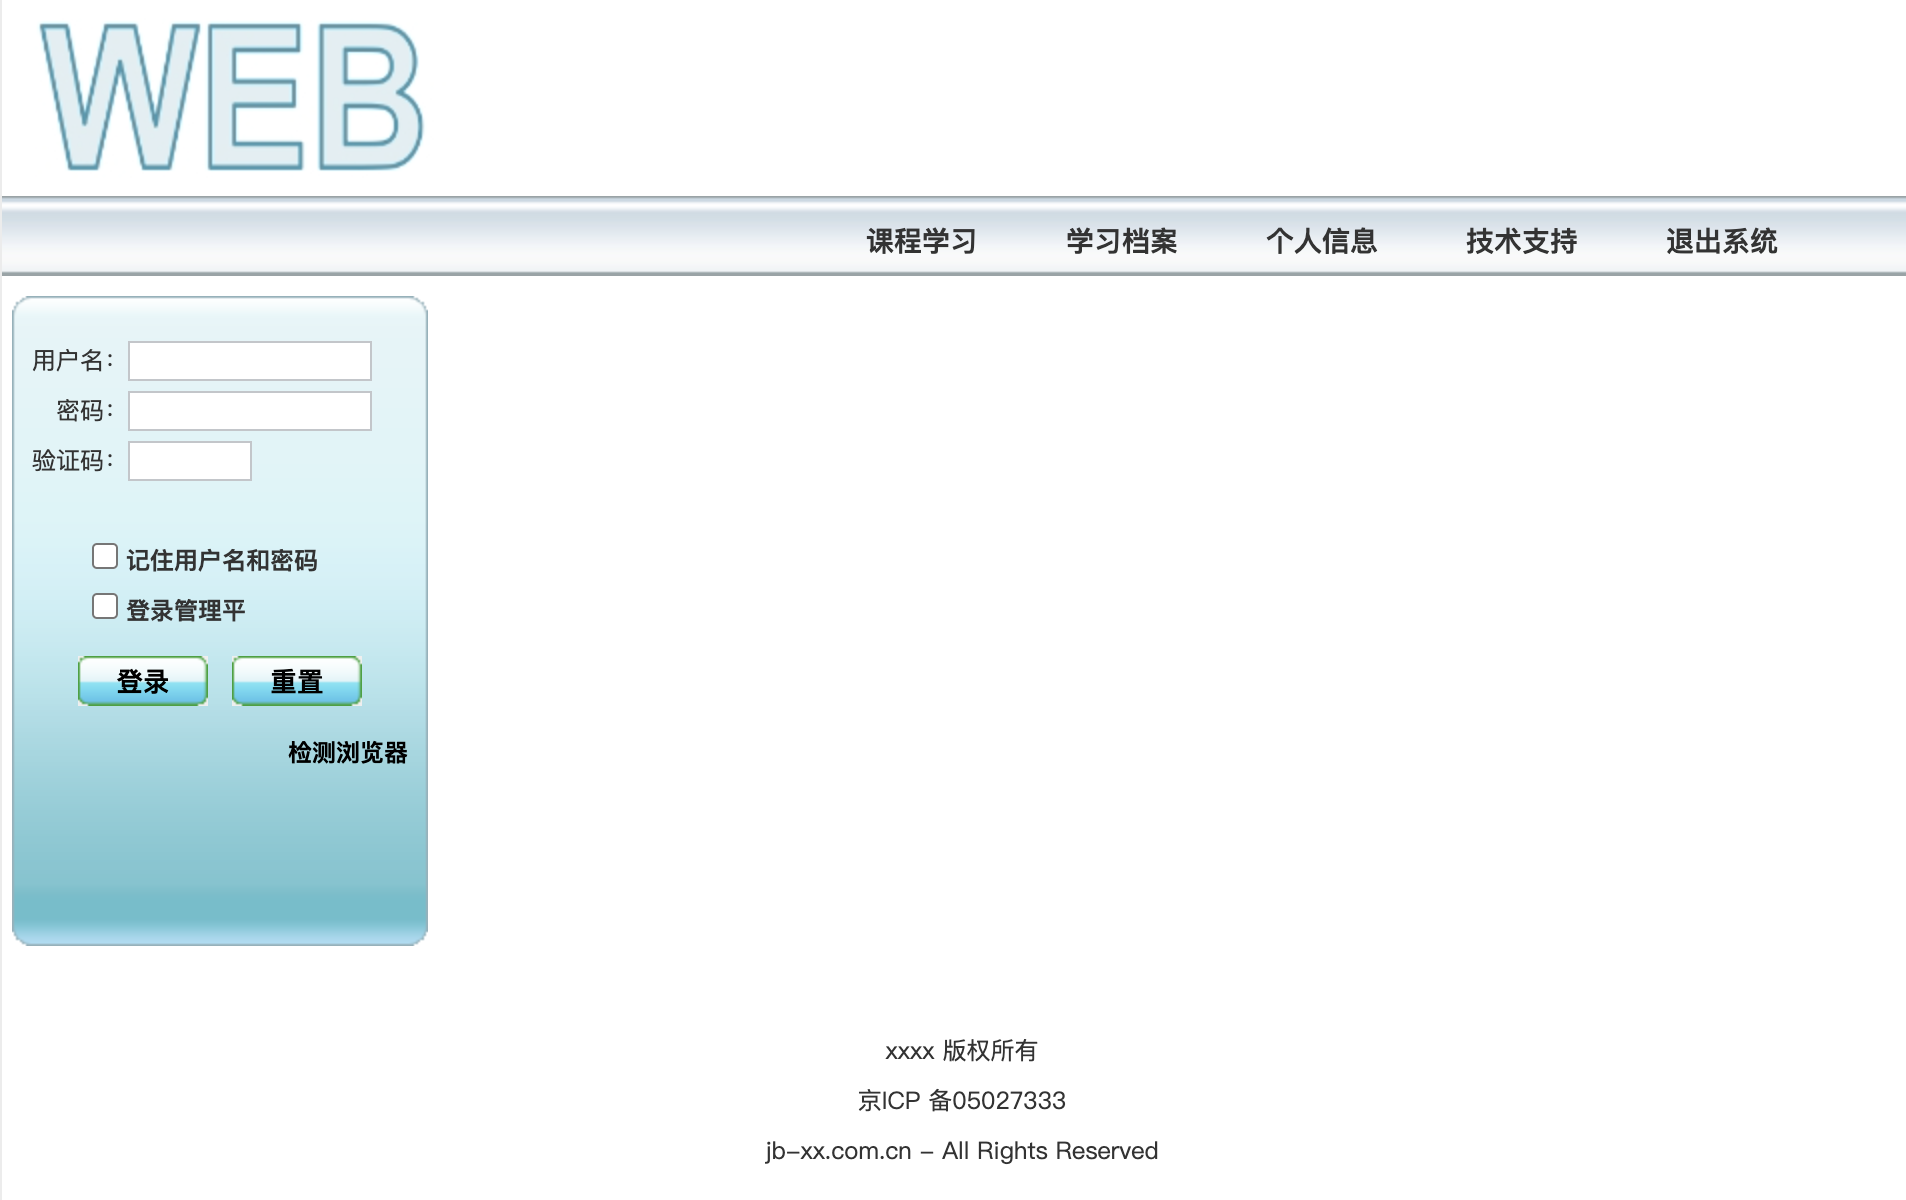 WEB
课程学习 学习档案 个人信息 技术支持 退出系统
用户名：
密码：
验证码：
记住用户名和密码
登录管理平
登录 重置
检测浏览器
xxxx 版权所有
京ICP 备05027333
jb-xx.com.cn - All Rights Reserved